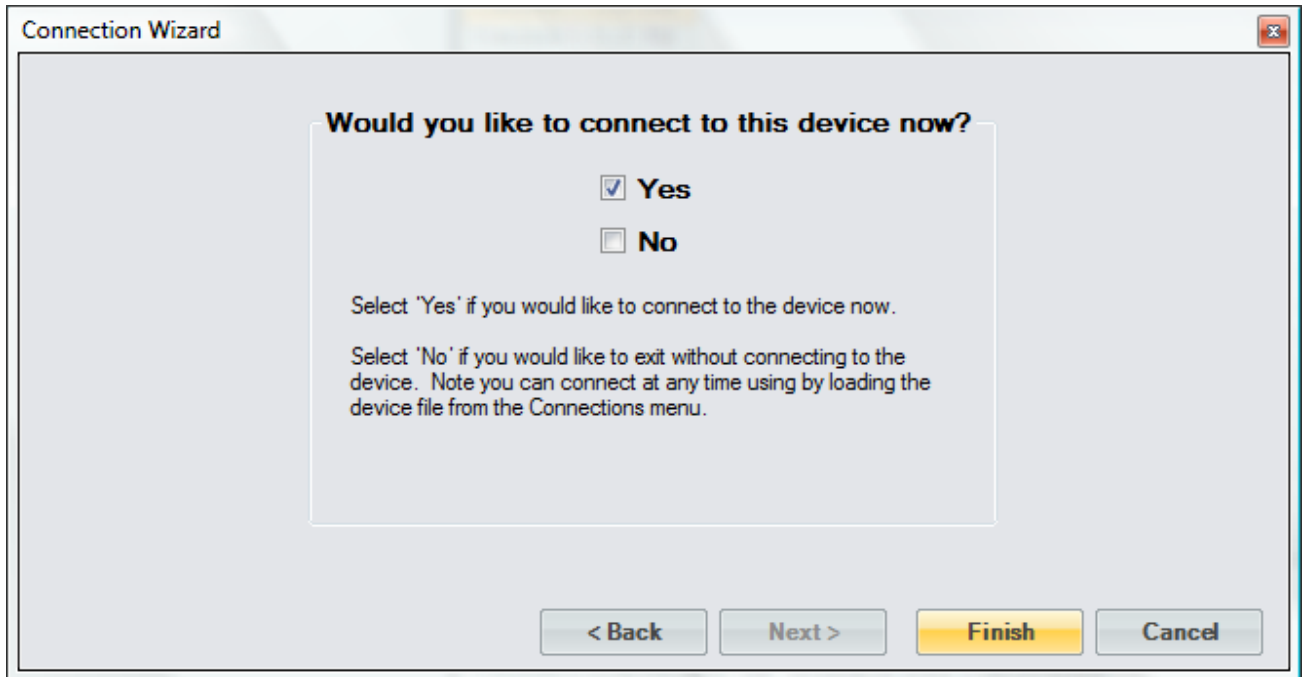 Connection Wizard
Would you like to connect to this device now?
Yes
No
Select 'Yes' if you would like to connect to the device now.
Select 'No' if you would like to exit without connecting to the
device.  Note you can connect at any time using by loading the
device file from the Connections menu.
< Back
Next >
Finish
Cancel